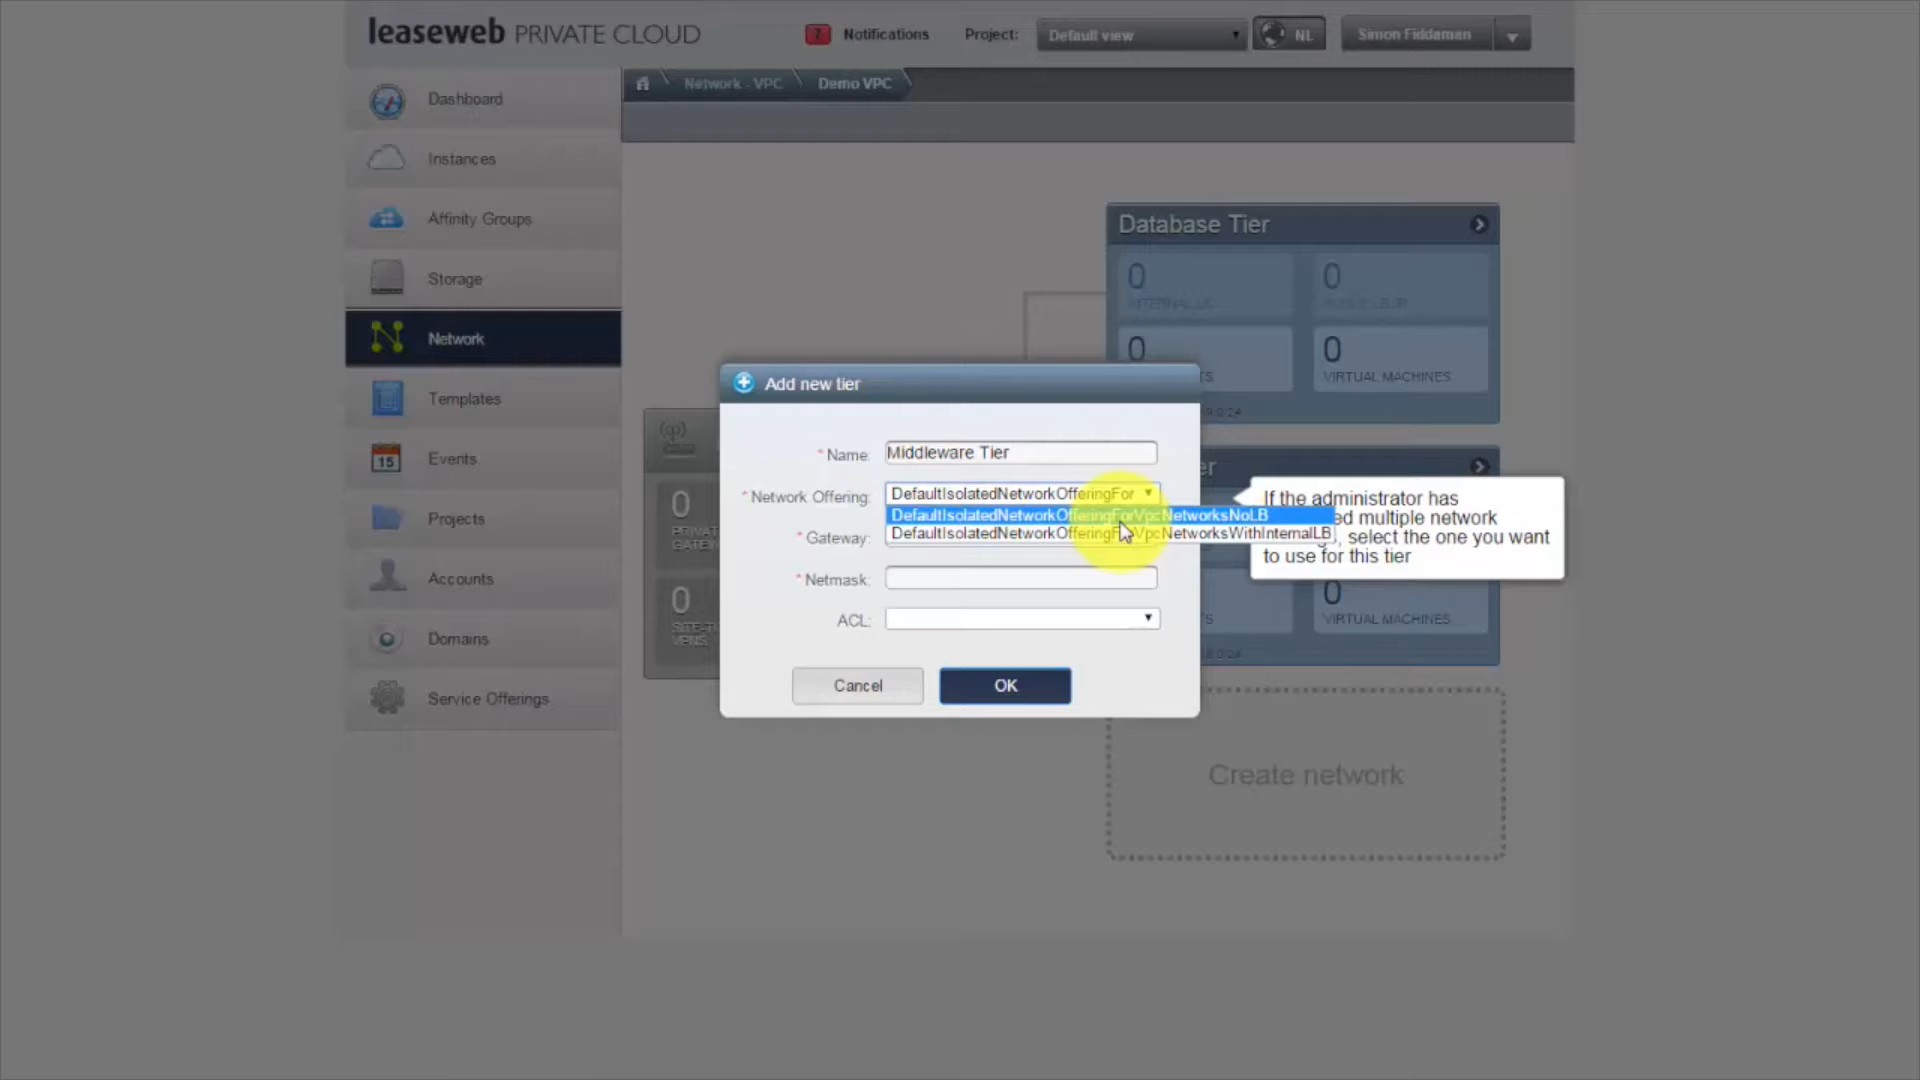 leaseweb PRIVATE CLOUD
7 Notifications
Project: Default view
NL
Simon Fiddaman
Network - VPC
Demo VPC
Dashboard
Instances
Affinity Groups
Storage
Network
Templates
15 Events
Projects
Accounts
Domains
Service Offerings
Database Tier
0
0
0
0
VIRTUAL MACHINES
Add new tier
* Name: Middleware Tier
* Network Offering: DefaultIsolatedNetworkOfferingFor
DefaultIsolatedNetworkOfferingForVpcNetworksNoLB
DefaultIsolatedNetworkOfferingForVpcNetworksWithInternalLB
* Gateway:
* Netmask:
ACL:
Cancel
OK
If the administrator has
ed multiple network
, select the one you want
to use for this tier
0
0
0
VIRTUAL MACHINES
Create network